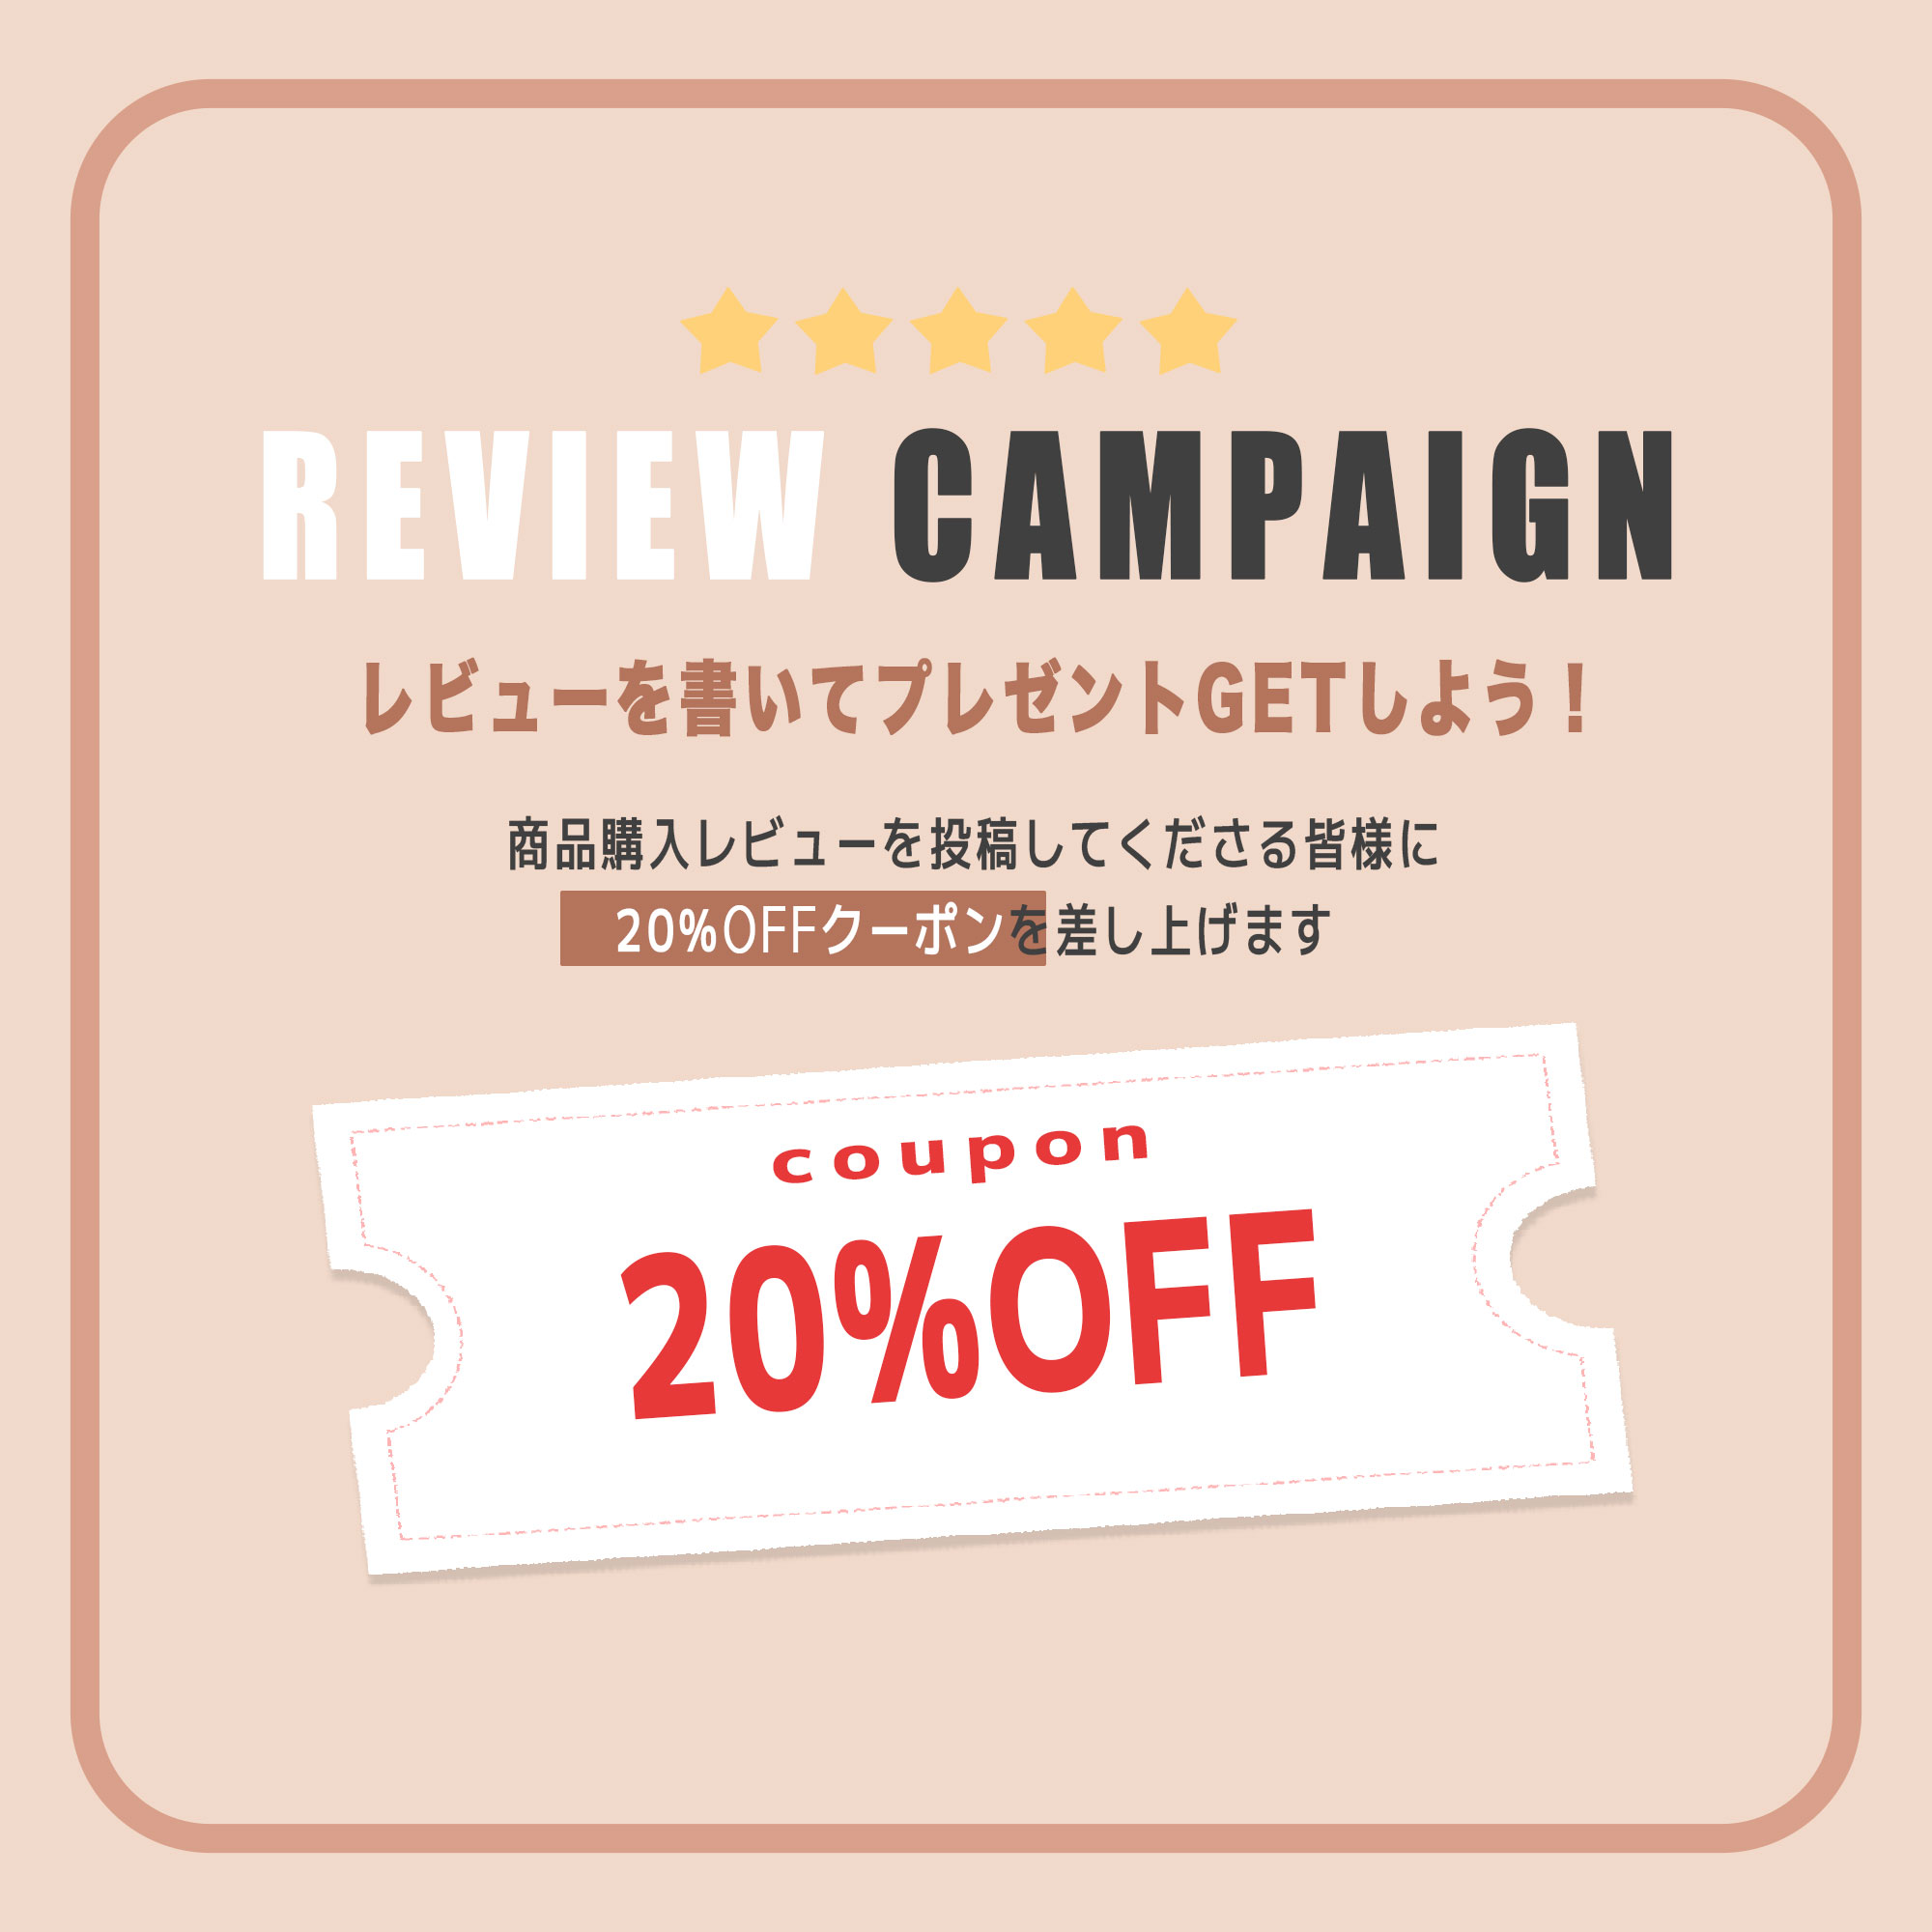 REVIEW CAMPAIGN
レビューを書いてプレゼントGETしよう！
商品購入レビューを投稿してくださる皆様に
20%OFFクーポンを差し上げます
coupon
20%OFF